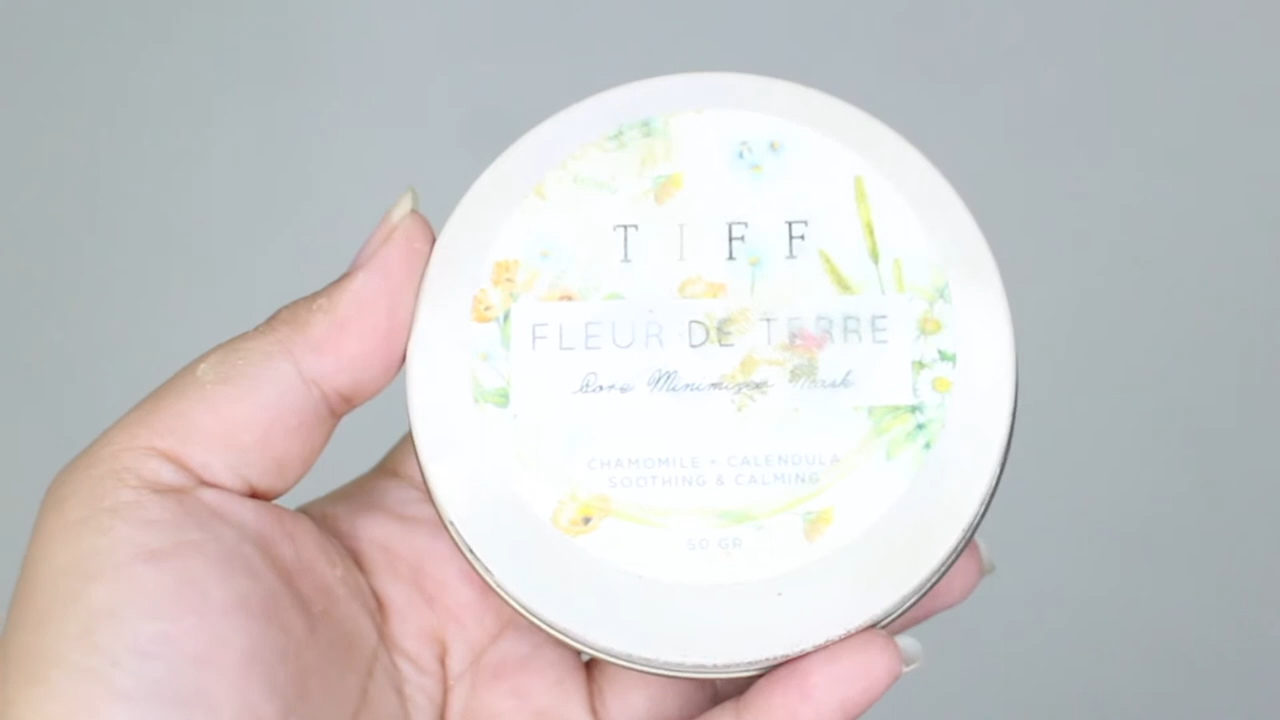 TIFF
FLEUR DE TERRE
Pore Minimizer Mask
CHAMOMILE + CALENDULA
SOOTHING & CALMING
50 GR